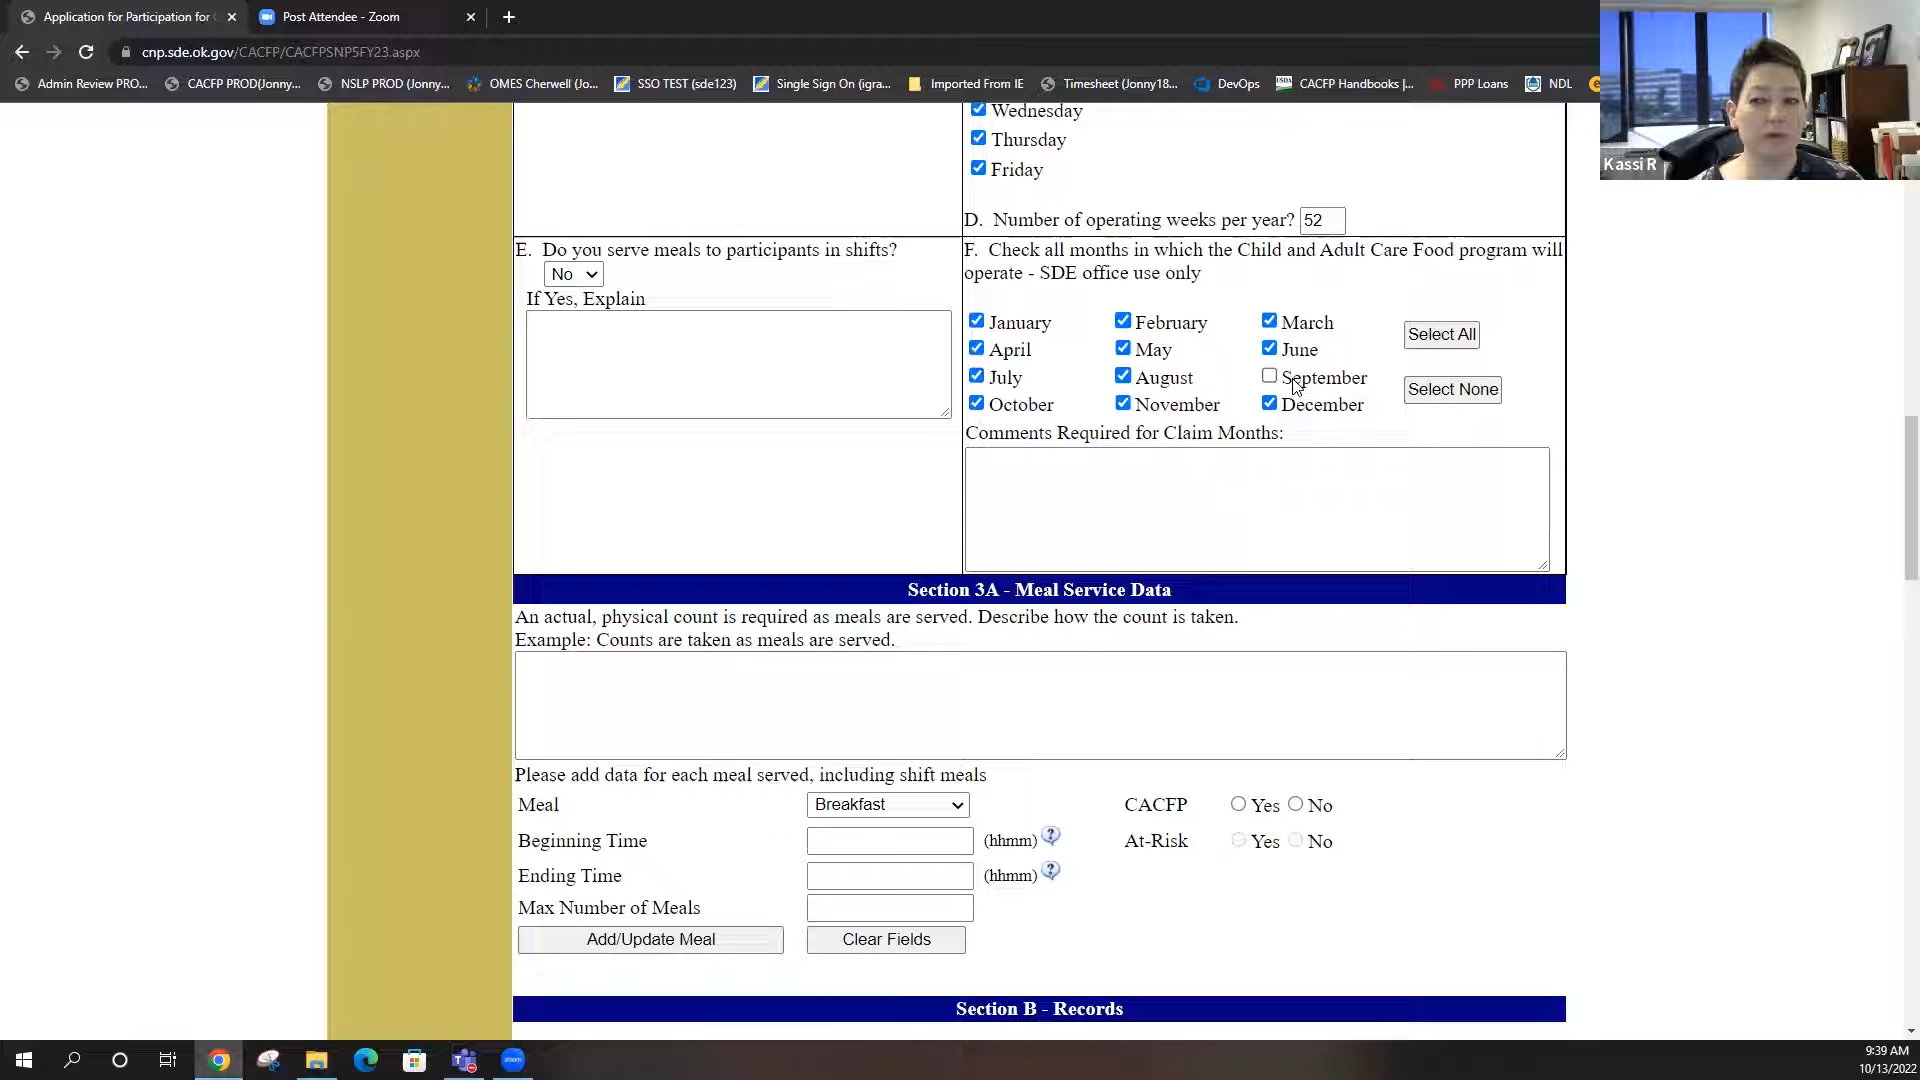 Application for Participation for
Post Attendee - Zoom
cnp.sde.ok.gov/CACFP/CACFPSNP5FY23.aspx
Admin Review PRO...
CACFP PROD(Jonny...
NSLP PROD (Jonny...
OMES Cherwell (Jo...
SSO TEST (sde123)
Single Sign On (igra...
Imported From IE
Timesheet (Jonny18...
DevOps
CACFP Handbooks |...
PPP Loans
NDL
Kassi R
Wednesday
Thursday
Friday
D. Number of operating weeks per year? 52
E. Do you serve meals to participants in shifts?
No
If Yes, Explain
F. Check all months in which the Child and Adult Care Food program will
operate - SDE office use only
January February March
April May June
July August September
October November December
Select All
Select None
Comments Required for Claim Months:
Section 3A - Meal Service Data
An actual, physical count is required as meals are served. Describe how the count is taken.
Example: Counts are taken as meals are served.
Please add data for each meal served, including shift meals
Meal Breakfast CACFP Yes No
Beginning Time (hhmm) At-Risk Yes No
Ending Time (hhmm)
Max Number of Meals
Add/Update Meal Clear Fields
Section B - Records
zoom
9:39 AM
10/13/2022